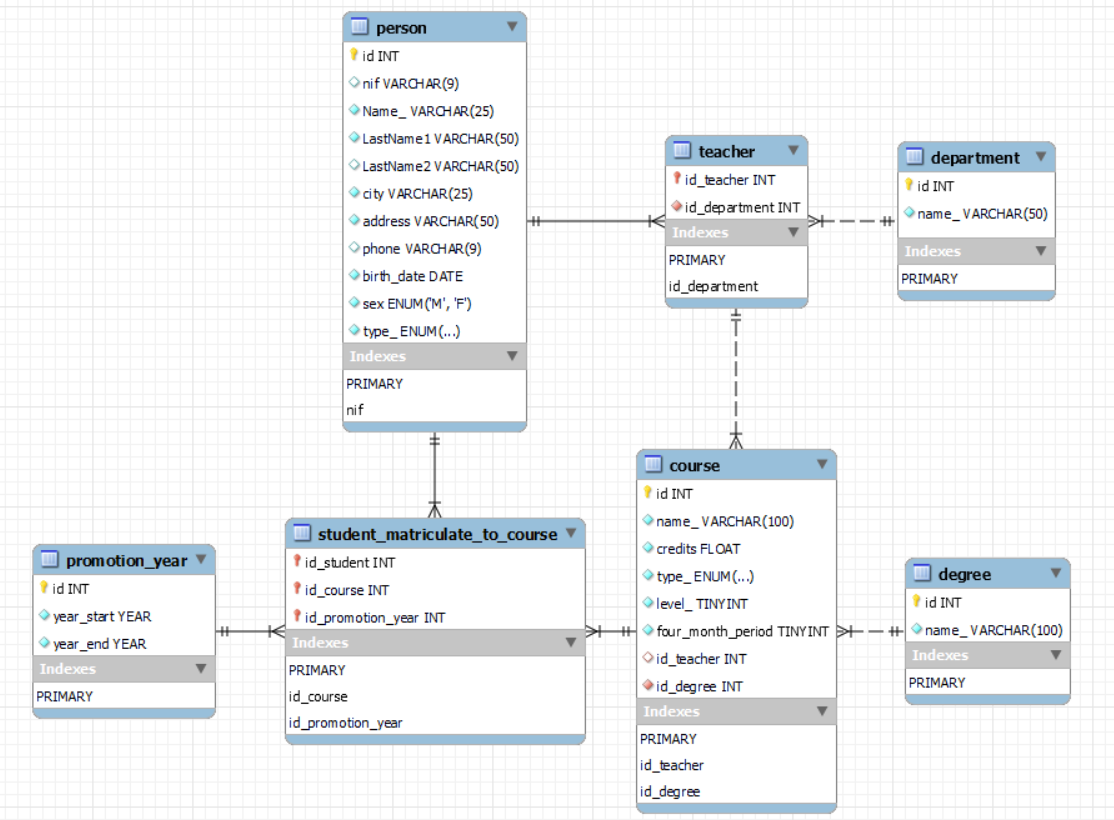 person
id INT
nif VARCHAR(9)
Name_ VARCHAR(25)
LastName1 VARCHAR(50)
LastName2 VARCHAR(50)
city VARCHAR(25)
address VARCHAR(50)
phone VARCHAR(9)
birth_date DATE
sex ENUM('M', 'F')
type_ ENUM(...)
Indexes
PRIMARY
nif
teacher
id_teacher INT
id_department INT
Indexes
PRIMARY
id_department
department
id INT
name_ VARCHAR(50)
Indexes
PRIMARY
promotion_year
id INT
year_start YEAR
year_end YEAR
Indexes
PRIMARY
student_matriculate_to_course
id_student INT
id_course INT
id_promotion_year INT
Indexes
PRIMARY
id_course
id_promotion_year
course
id INT
name_ VARCHAR(100)
credits FLOAT
type_ ENUM(...)
level_ TINYINT
four_month_period TINYINT
id_teacher INT
id_degree INT
Indexes
PRIMARY
id_teacher
id_degree
degree
id INT
name_ VARCHAR(100)
Indexes
PRIMARY